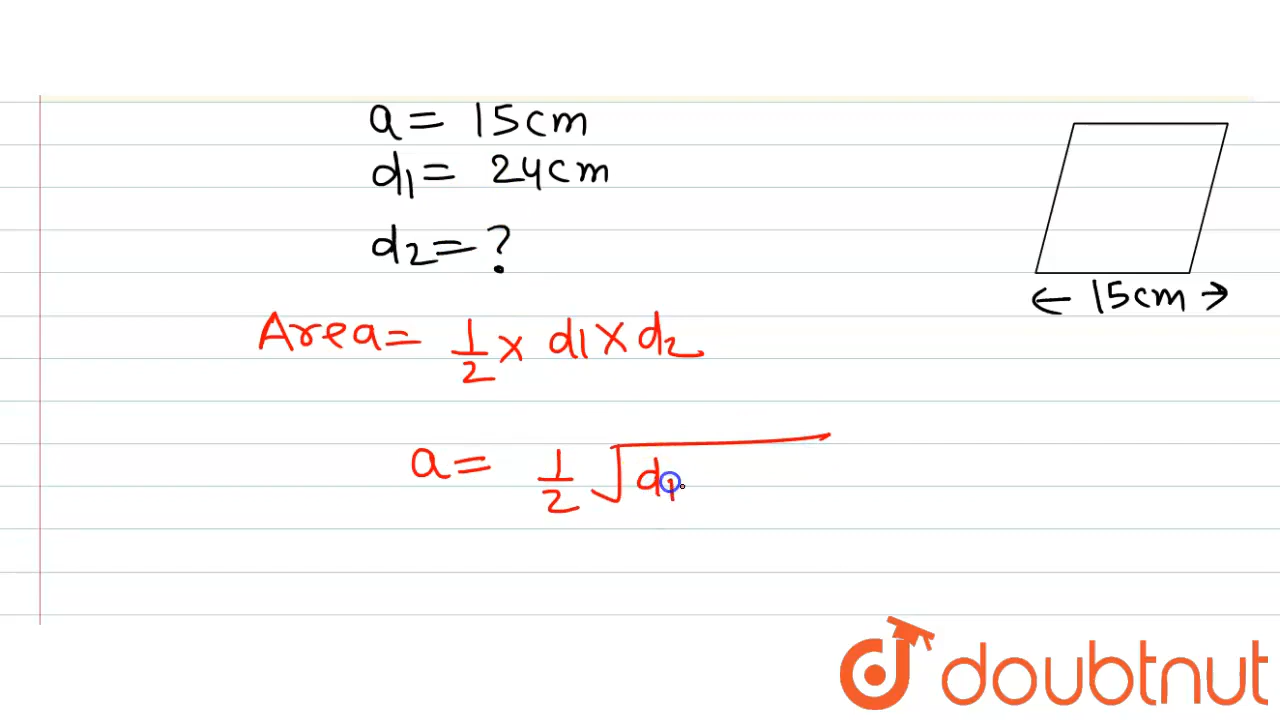 a = 15cm
d1 = 24cm
d2 = ?
← 15cm →
Area = 1/2 × d1 × d2
a = 1/2 √d1
doubtnut